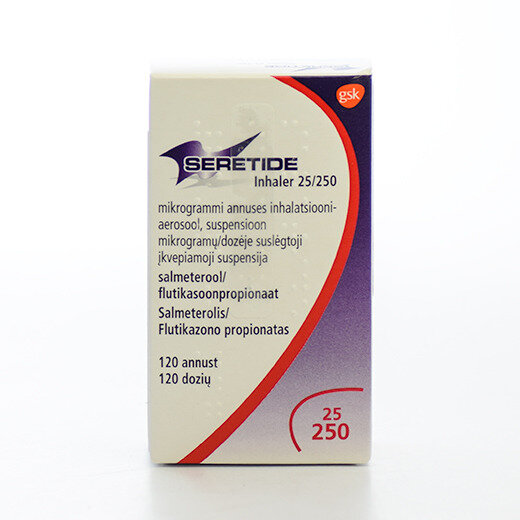 gsk
SERETIDE
Inhaler 25/250
mikrogrammi annuses inhalatsiooni-
aerosool, suspensioon
mikrogramų/dozėje suslėgtoji
įkvepiamoji suspensija
salmeterool/
flutikasoonpropionaat
Salmeterolis/
Flutikazono propionatas
120 annust
120 dozių
25
250